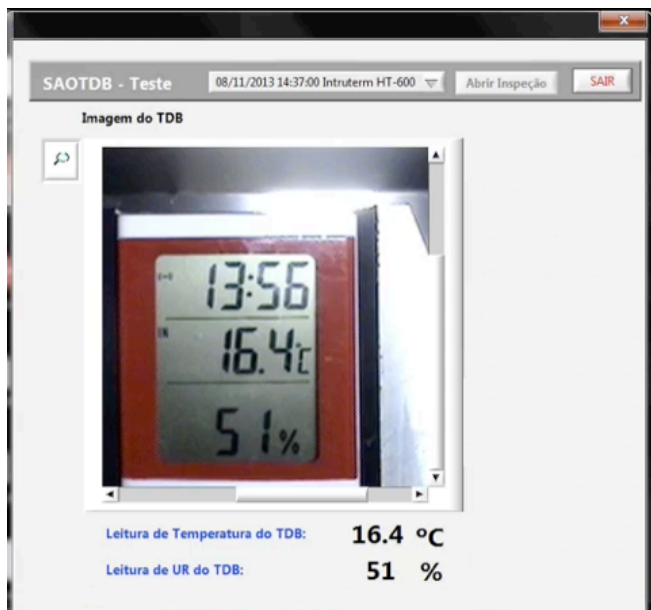 SAOTDB - Teste
08/11/2013 14:37:00 Intruterm HT-600
Abrir Inspeção
SAIR
Imagem do TDB
13:56
IN
16.4°C
51%
Leitura de Temperatura do TDB: 16.4 ºC
Leitura de UR do TDB: 51 %